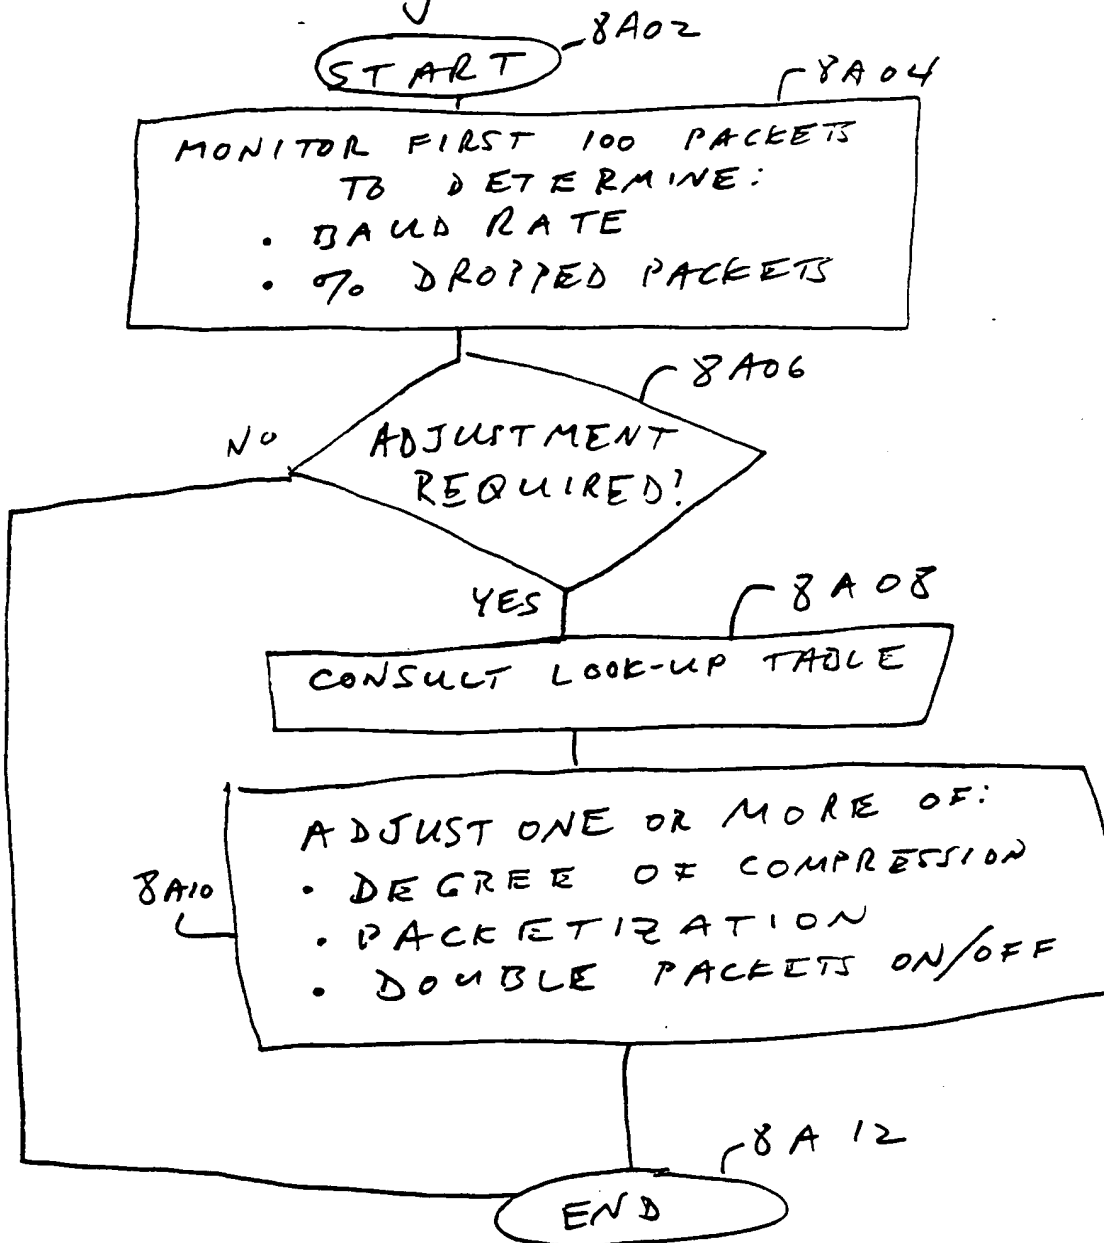 8A02
START
8A04
MONITOR FIRST 100 PACKETS
TO DETERMINE:
• BAUD RATE
• % DROPPED PACKETS
8A06
NO
ADJUSTMENT
REQUIRED?
YES
8A08
CONSULT LOOK-UP TABLE
ADJUST ONE OR MORE OF:
• DEGREE OF COMPRESSION
8A10
• PACKETIZATION
• DOUBLE PACKETS ON/OFF
8A12
END